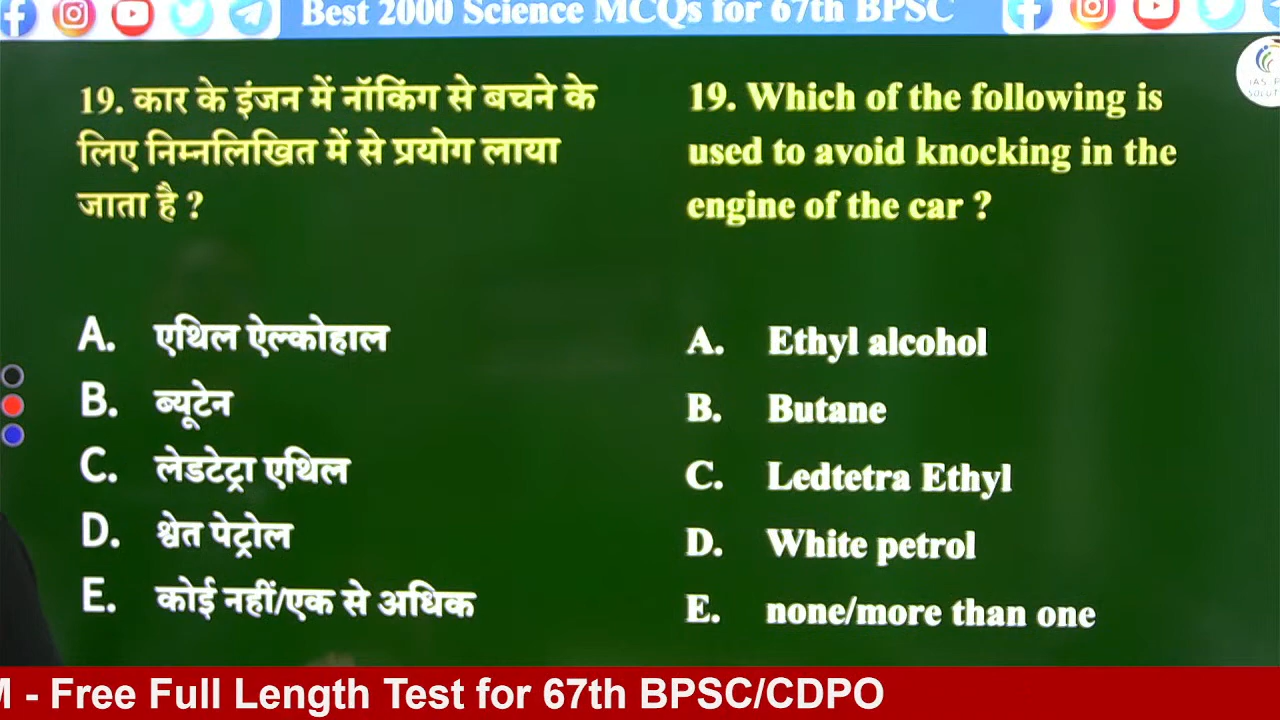 Best 2000 Science MCQs for 67th BPSC
19. कार के इंजन में नॉकिंग से बचने के
लिए निम्नलिखित में से प्रयोग लाया
जाता है ?
A. एथिल ऐल्कोहाल
B. ब्यूटेन
C. लेडटेट्रा एथिल
D. श्वेत पेट्रोल
E. कोई नहीं/एक से अधिक
19. Which of the following is
used to avoid knocking in the
engine of the car ?
A. Ethyl alcohol
B. Butane
C. Ledtetra Ethyl
D. White petrol
E. none/more than one
M - Free Full Length Test for 67th BPSC/CDPO